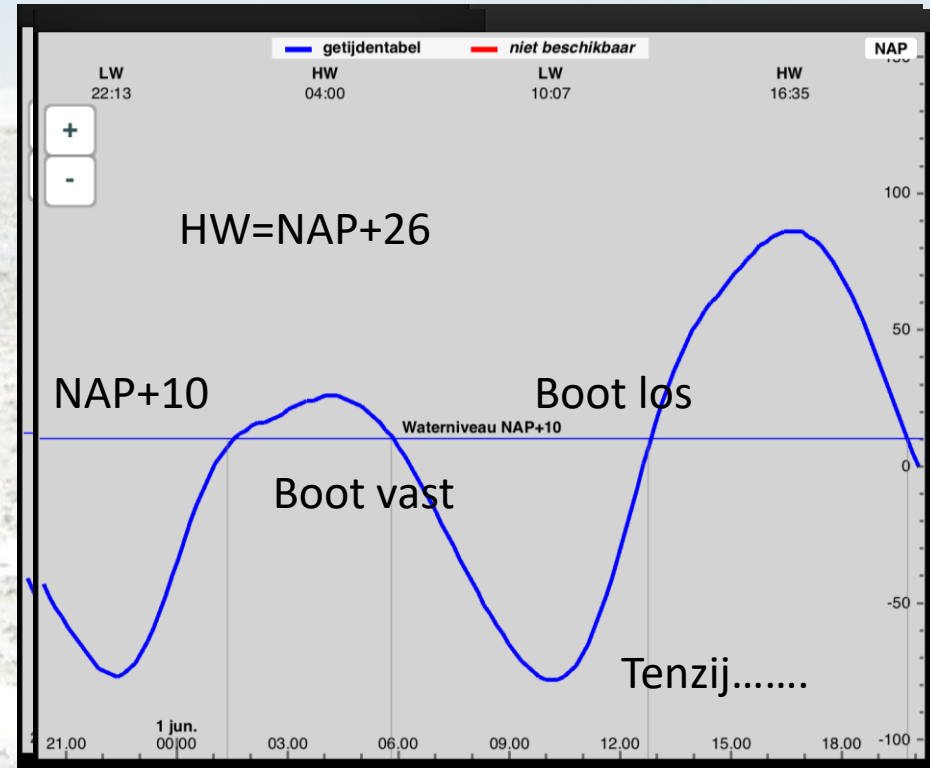 getijdentabel niet beschikbaar NAP
LW HW LW HW
22:13 04:00 10:07 16:35
+
-
100
HW=NAP+26
50
NAP+10 Boot los
Waterniveau NAP+10
0
Boot vast
-50
Tenzij.......
1 jun.
21:00 00:00 03:00 06:00 09:00 12:00 15:00 18:00 -100